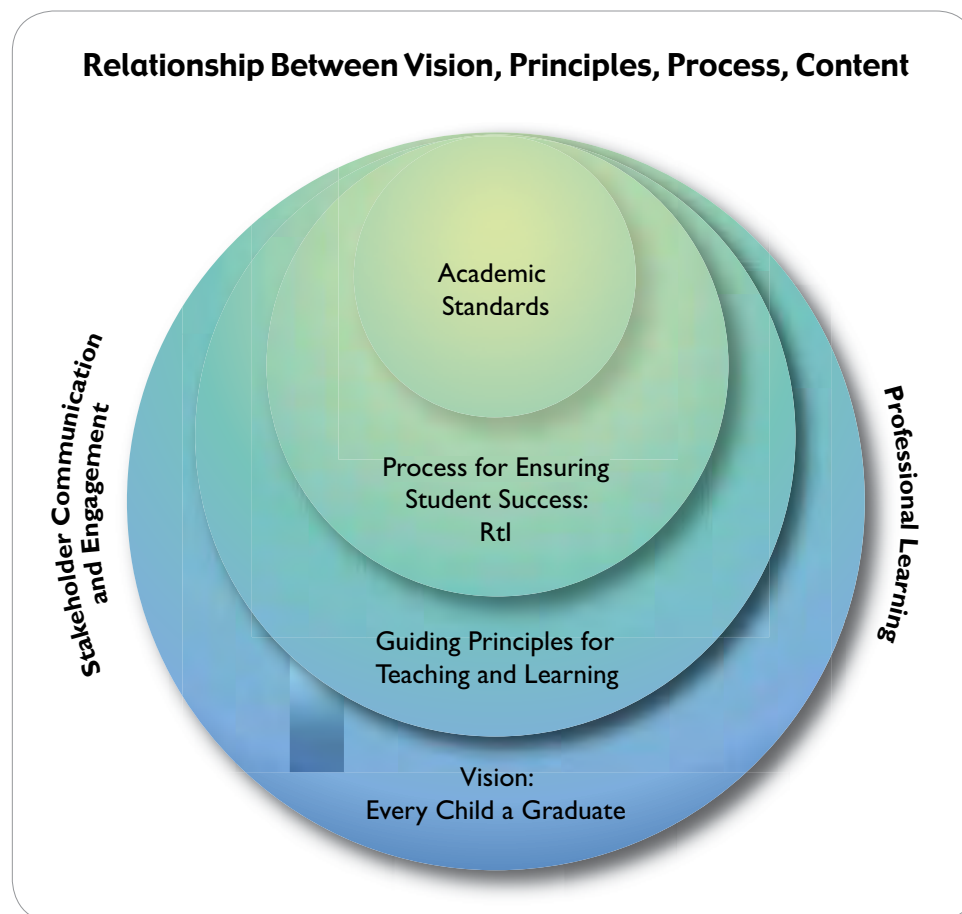 Relationship Between Vision, Principles, Process, Content
Academic
Standards
Process for Ensuring
Student Success:
RtI
Guiding Principles for
Teaching and Learning
Vision:
Every Child a Graduate
Stakeholder Communication
and Engagement
Professional Learning